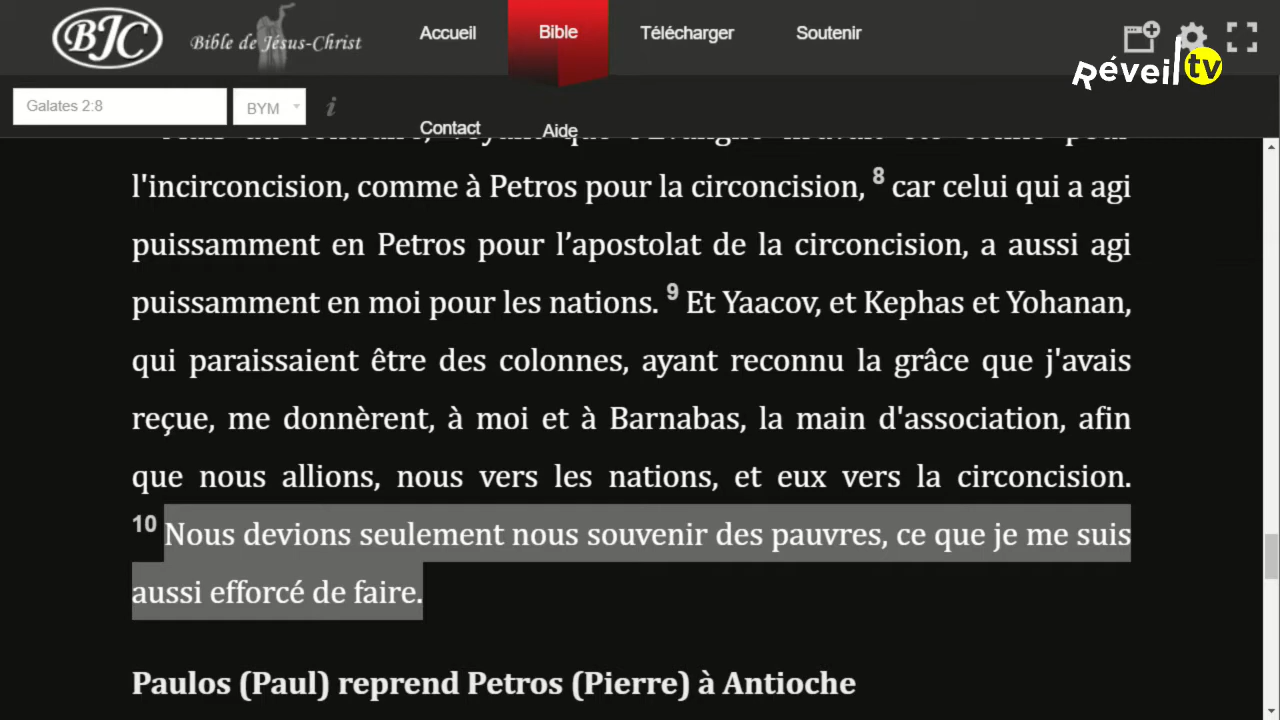 BJC
Bible de Jésus-Christ
Accueil
Bible
Télécharger
Soutenir
Réveil tv
Galates 2:8
BYM
i
Contact
Aide
l'incirconcision, comme à Petros pour la circoncision, 8 car celui qui a agi
puissamment en Petros pour l’apostolat de la circoncision, a aussi agi
puissamment en moi pour les nations. 9 Et Yaacov, et Kephas et Yohanan,
qui paraissaient être des colonnes, ayant reconnu la grâce que j'avais
reçue, me donnèrent, à moi et à Barnabas, la main d'association, afin
que nous allions, nous vers les nations, et eux vers la circoncision.
10 Nous devions seulement nous souvenir des pauvres, ce que je me suis
aussi efforcé de faire.
Paulos (Paul) reprend Petros (Pierre) à Antioche